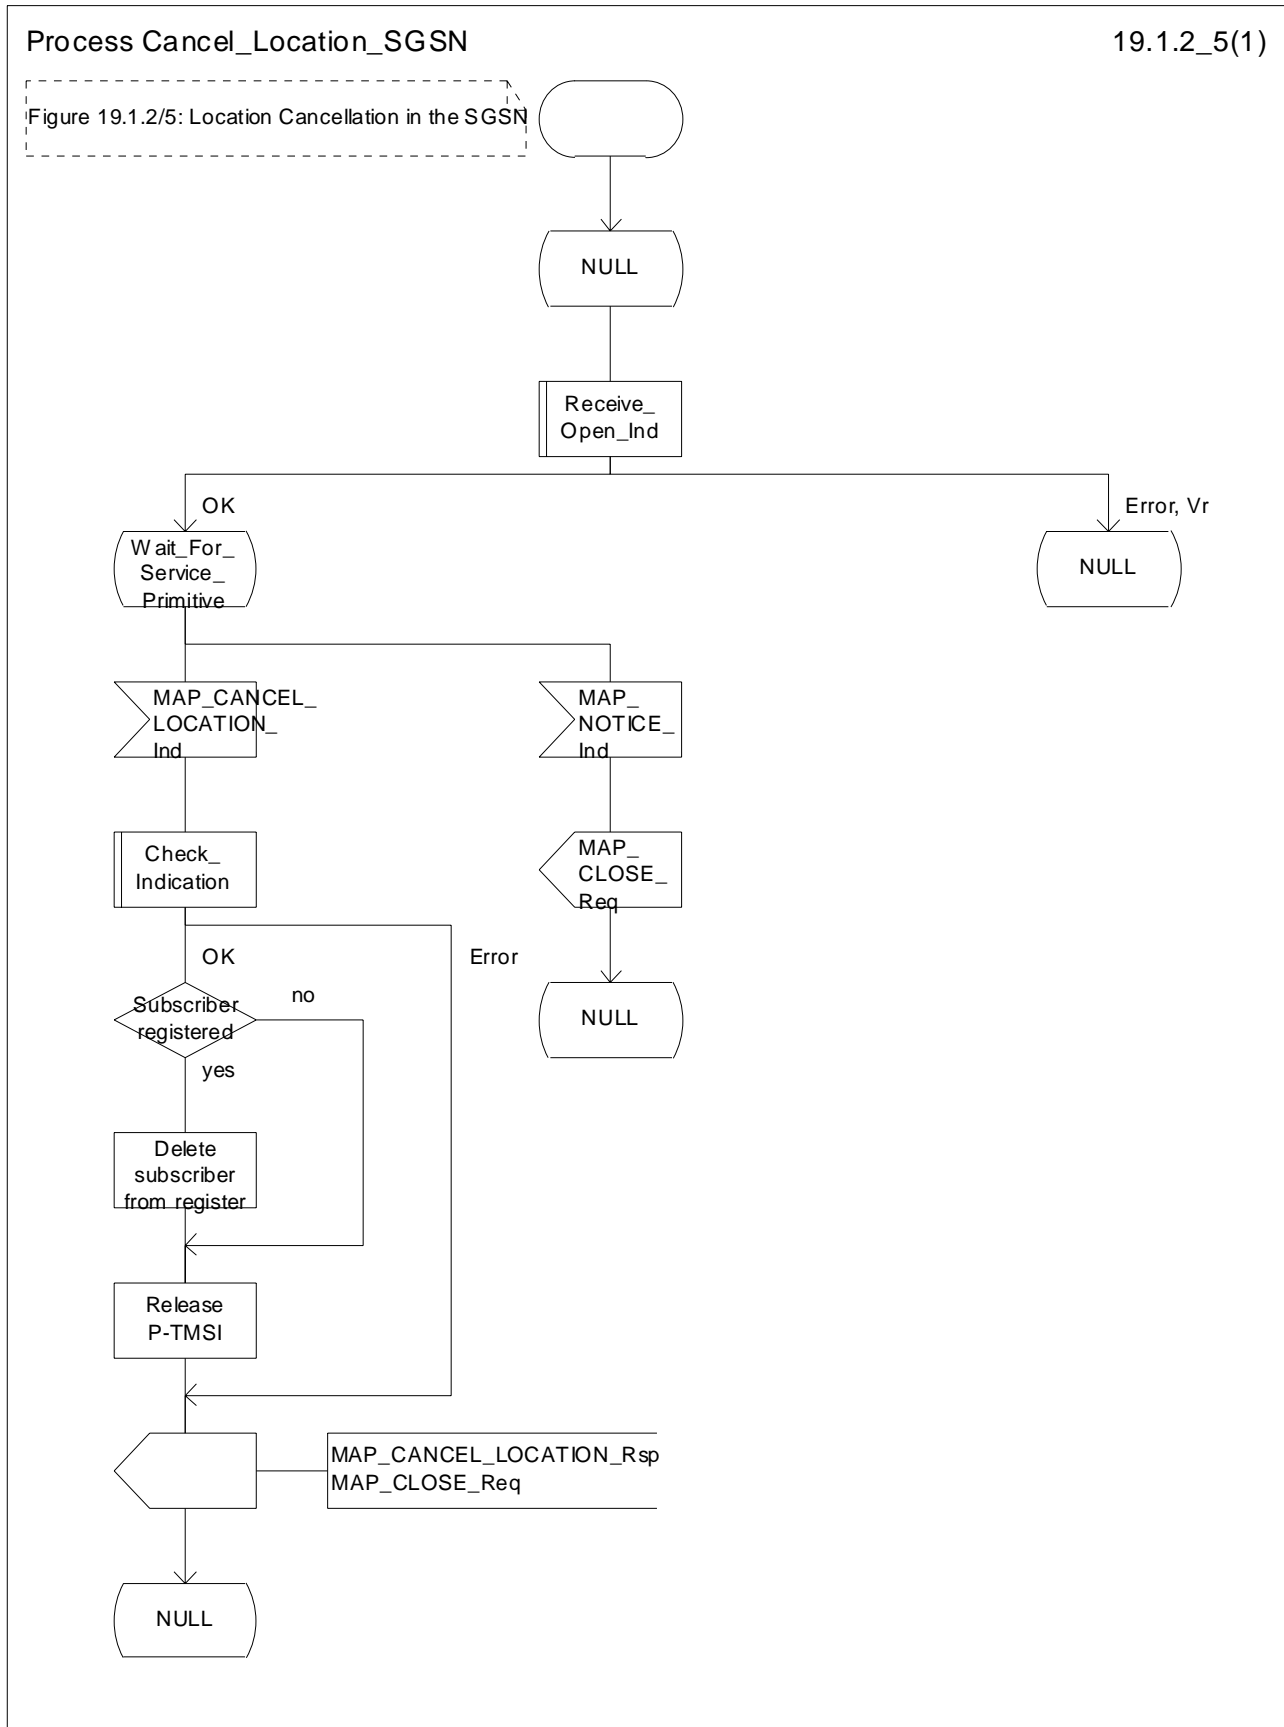 Process Cancel_Location_SGSN
19.1.2_5(1)
Figure 19.1.2/5: Location Cancellation in the SGSN
NULL
Receive_
Open_Ind
OK
Error, Vr
Wait_For_
Service_
Primitive
NULL
MAP_CANCEL_
LOCATION_
Ind
MAP_
NOTICE_
Ind
Check_
Indication
MAP_
CLOSE_
Req
OK
Error
Subscriber
registered
no
yes
NULL
Delete
subscriber
from register
Release
P-TMSI
MAP_CANCEL_LOCATION_Rsp
MAP_CLOSE_Req
NULL